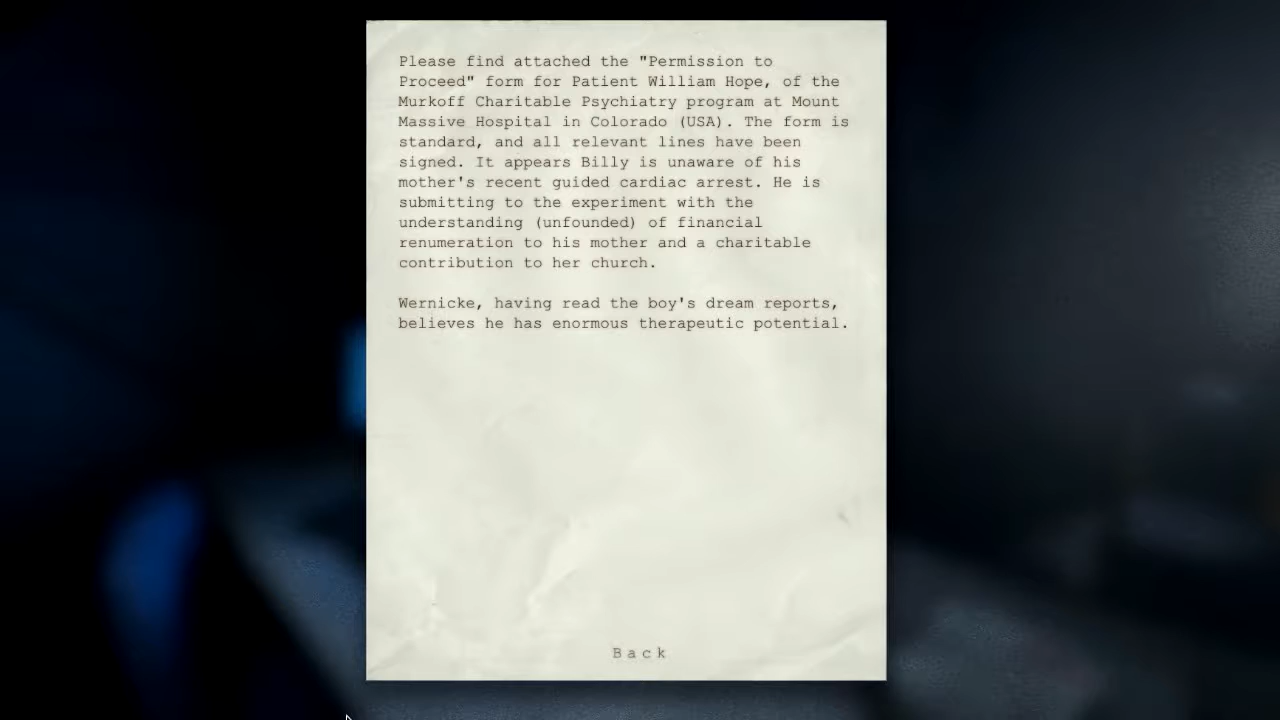 Please find attached the "Permission to
Proceed" form for Patient William Hope, of the
Murkoff Charitable Psychiatry program at Mount
Massive Hospital in Colorado (USA). The form is
standard, and all relevant lines have been
signed. It appears Billy is unaware of his
mother's recent guided cardiac arrest. He is
submitting to the experiment with the
understanding (unfounded) of financial
renumeration to his mother and a charitable
contribution to her church.
Wernicke, having read the boy's dream reports,
believes he has enormous therapeutic potential.
Back